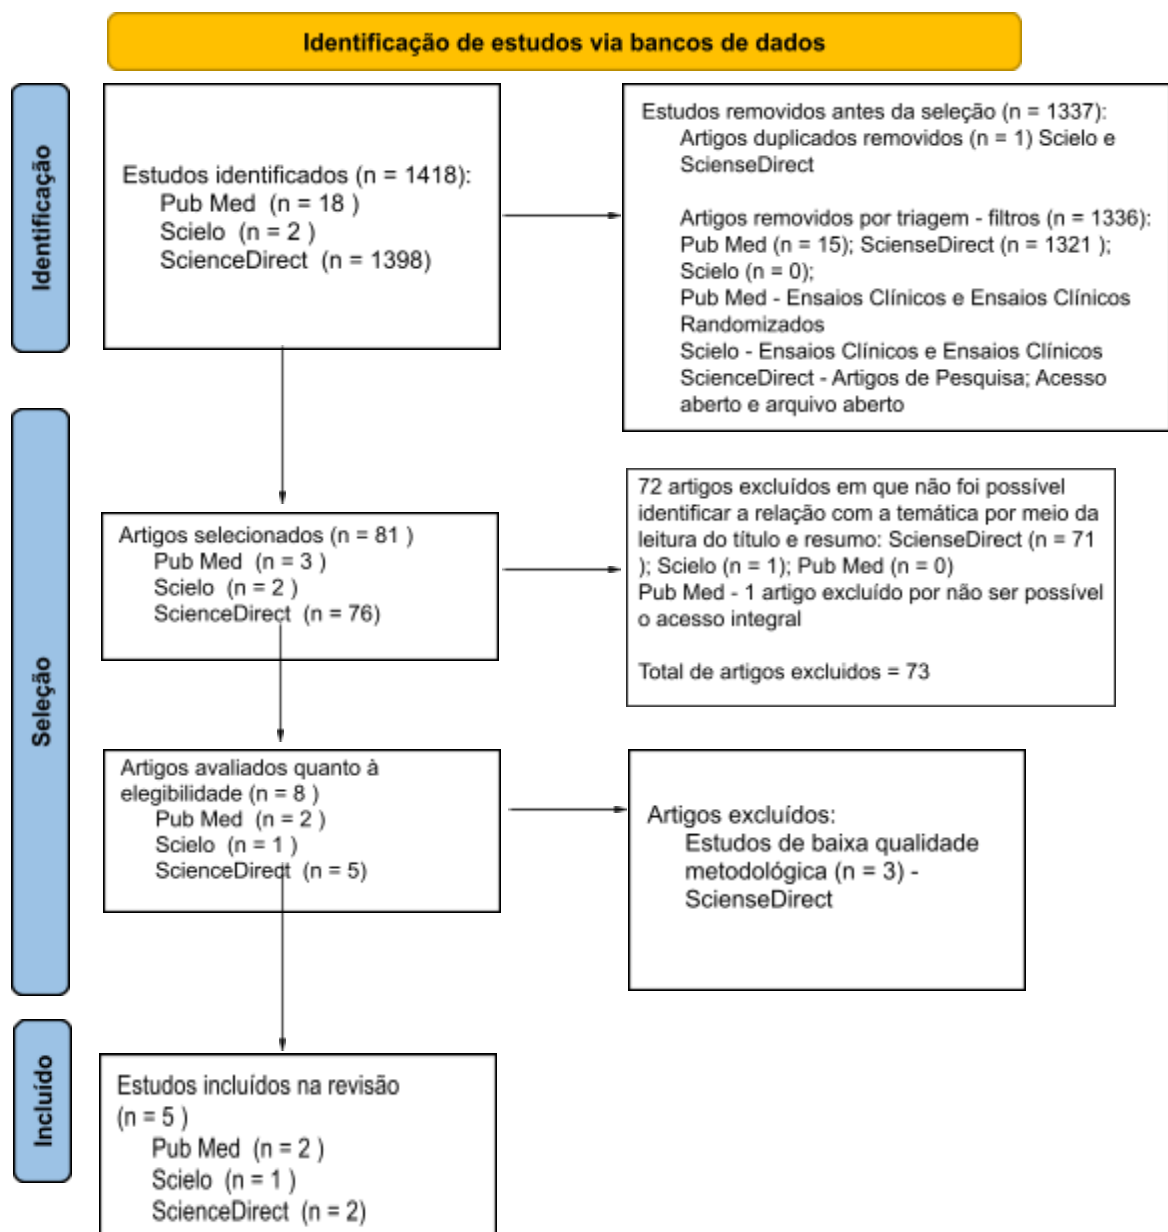 Identificação de estudos via bancos de dados
Identificação
Estudos identificados (n = 1418):
Pub Med (n = 18 )
Scielo (n = 2 )
ScienceDirect (n = 1398)
Estudos removidos antes da seleção (n = 1337):
Artigos duplicados removidos (n = 1) Scielo e
ScienseDirect
Artigos removidos por triagem - filtros (n = 1336):
Pub Med (n = 15); ScienseDirect (n = 1321 );
Scielo (n = 0);
Pub Med - Ensaios Clínicos e Ensaios Clínicos
Randomizados
Scielo - Ensaios Clínicos e Ensaios Clínicos
ScienceDirect - Artigos de Pesquisa; Acesso
aberto e arquivo aberto
Seleção
Artigos selecionados (n = 81 )
Pub Med (n = 3 )
Scielo (n = 2 )
ScienceDirect (n = 76)
72 artigos excluídos em que não foi possível
identificar a relação com a temática por meio da
leitura do título e resumo: ScienseDirect (n = 71
); Scielo (n = 1); Pub Med (n = 0)
Pub Med - 1 artigo excluído por não ser possível
o acesso integral
Total de artigos excluidos = 73
Artigos avaliados quanto à
elegibilidade (n = 8 )
Pub Med (n = 2 )
Scielo (n = 1 )
ScienceDirect (n = 5)
Artigos excluídos:
Estudos de baixa qualidade
metodológica (n = 3) -
ScienseDirect
Incluído
Estudos incluídos na revisão
(n = 5 )
Pub Med (n = 2 )
Scielo (n = 1 )
ScienceDirect (n = 2)